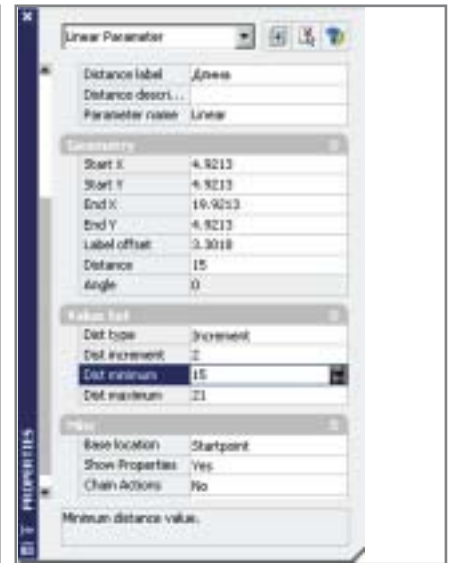 Linear Parameter
Distance label Длина
Distance descri...
Parameter name Linear
Geometry
Start X 4.9213
Start Y 4.9213
End X 19.9213
End Y 4.9213
Label offset 3.3018
Distance 15
Angle 0
Value Set
Dist type Increment
Dist increment 2
Dist minimum 15
Dist maximum 21
Misc
Base location Startpoint
Show Properties Yes
Chain Actions No
Minimum distance value.
PROPERTIES